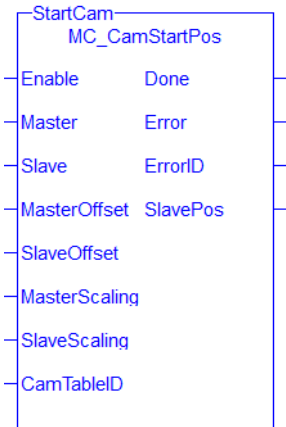 StartCam
MC_CamStartPos
Enable Done
Master Error
Slave ErrorID
MasterOffset SlavePos
SlaveOffset
MasterScaling
SlaveScaling
CamTableID